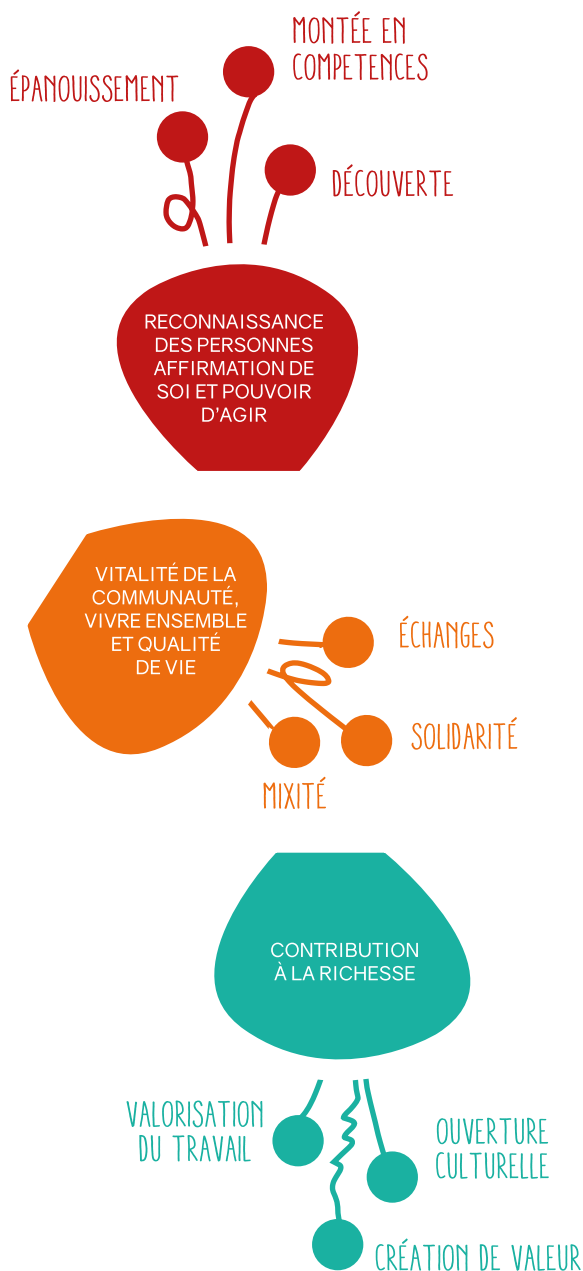 MONTÉE EN
COMPETENCES
ÉPANOUISSEMENT
DÉCOUVERTE
RECONNAISSANCE
DES PERSONNES
AFFIRMATION DE
SOI ET POUVOIR
D'AGIR
VITALITÉ DE LA
COMMUNAUTÉ,
VIVRE ENSEMBLE
ET QUALITÉ
DE VIE
ÉCHANGES
SOLIDARITÉ
MIXITÉ
CONTRIBUTION
À LA RICHESSE
VALORISATION
DU TRAVAIL
OUVERTURE
CULTURELLE
CRÉATION DE VALEUR